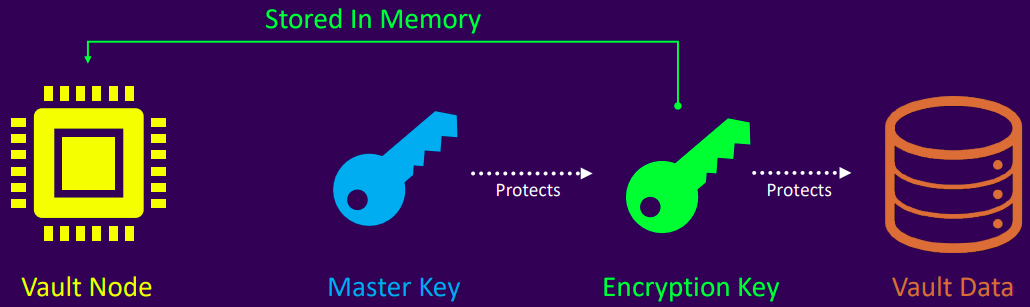 Stored In Memory
Protects
Protects
Vault Node
Master Key
Encryption Key
Vault Data